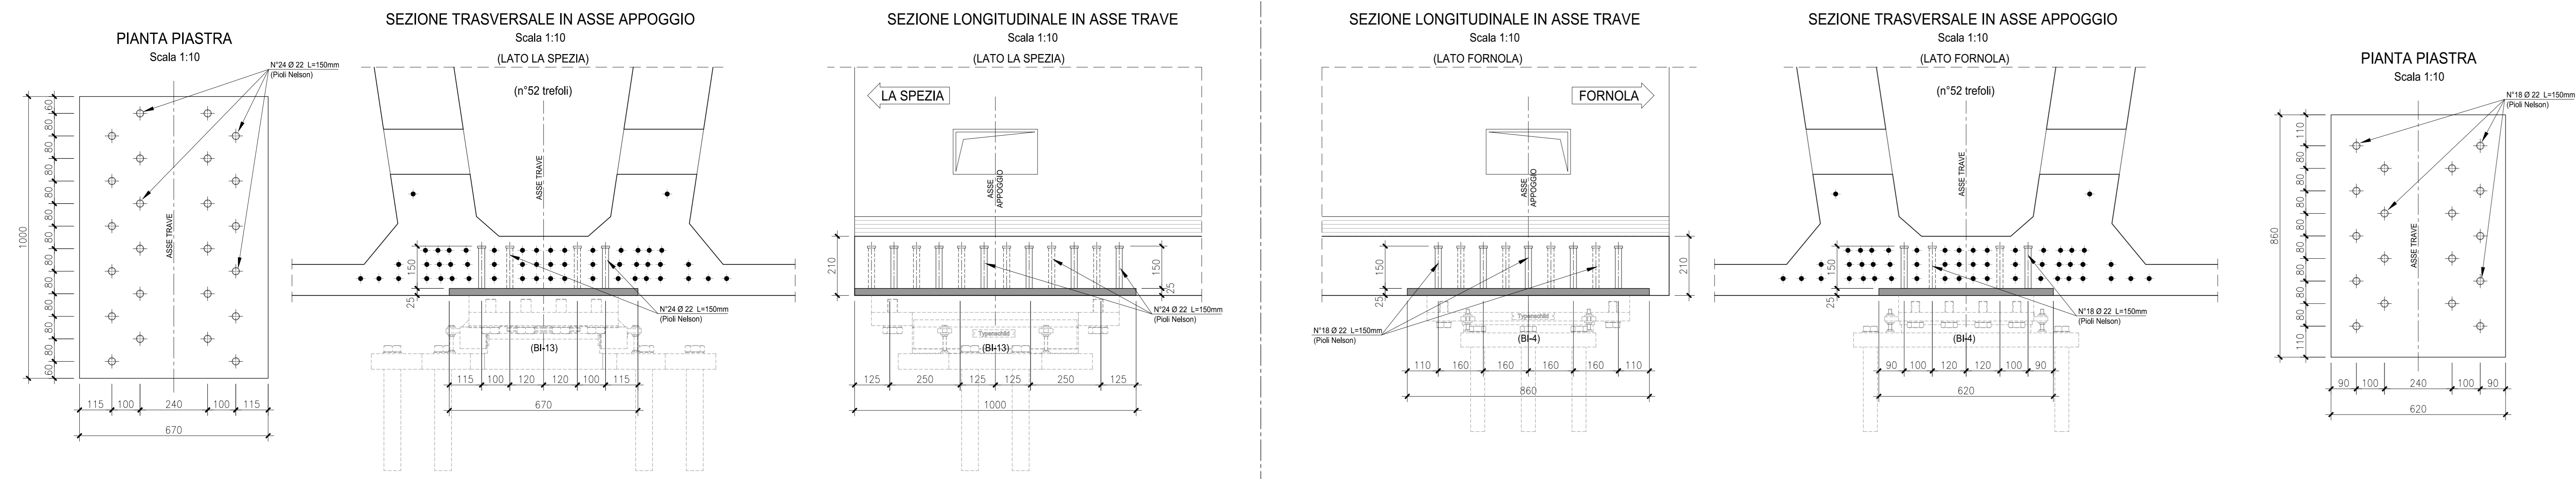 PIANTA PIASTRA
Scala 1:10
N°24 Ø 22 L=150mm
(Pioli Nelson)
60
80
80
80
80
80
80
80
80
80
80
80
60
1000
ASSE TRAVE
115
100
240
100
115
670
SEZIONE TRASVERSALE IN ASSE APPOGGIO
Scala 1:10
(LATO LA SPEZIA)
(n°52 trefoli)
ASSE TRAVE
150
25
N°24 Ø 22 L=150mm
(Pioli Nelson)
(BI-13)
115
100
120
120
100
115
670
SEZIONE LONGITUDINALE IN ASSE TRAVE
Scala 1:10
(LATO LA SPEZIA)
LA SPEZIA
ASSE
APPOGGIO
210
150
25
N°24 Ø 22 L=150mm
(Pioli Nelson)
Typenschild
(BI-13)
125
250
125
125
250
125
1000
SEZIONE LONGITUDINALE IN ASSE TRAVE
Scala 1:10
(LATO FORNOLA)
FORNOLA
ASSE
APPOGGIO
150
25
210
N°18 Ø 22 L=150mm
(Pioli Nelson)
Typenschild
(BI-4)
110
160
160
160
160
110
860
SEZIONE TRASVERSALE IN ASSE APPOGGIO
Scala 1:10
(LATO FORNOLA)
(n°52 trefoli)
ASSE TRAVE
150
25
N°18 Ø 22 L=150mm
(Pioli Nelson)
(BI-4)
90
100
120
120
100
90
620
PIANTA PIASTRA
Scala 1:10
N°18 Ø 22 L=150mm
(Pioli Nelson)
110
80
80
80
80
80
80
80
80
110
860
ASSE TRAVE
90
100
240
100
90
620